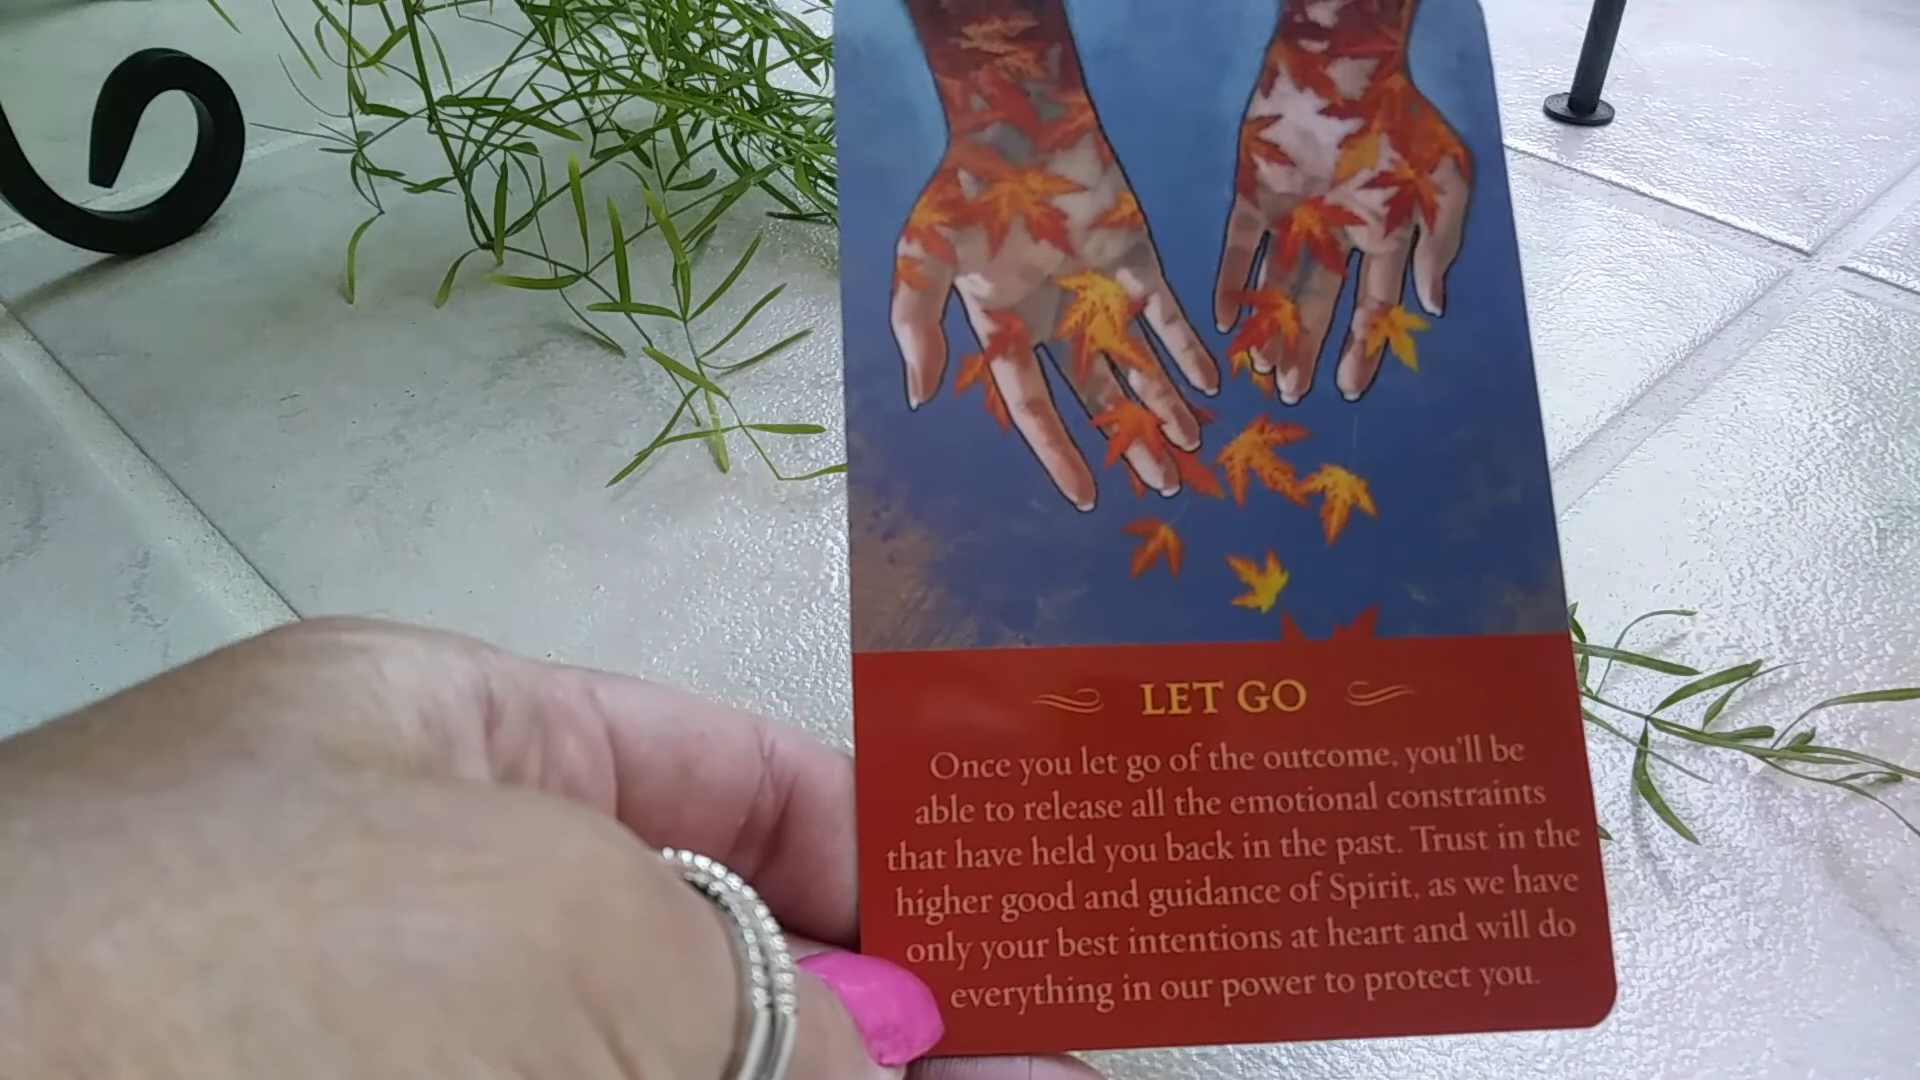 LET GO
Once you let go of the outcome, you'll be
able to release all the emotional constraints
that have held you back in the past. Trust in the
higher good and guidance of Spirit, as we have
only your best intentions at heart and will do
everything in our power to protect you.